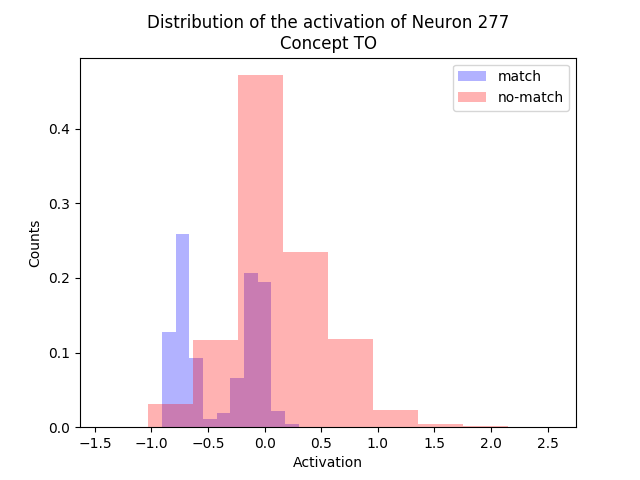 Distribution of the activation of Neuron 277
Concept TO
match
no-match
Counts
0.4
0.3
0.2
0.1
0.0
−1.5 −1.0 −0.5 0.0 0.5 1.0 1.5 2.0 2.5
Activation